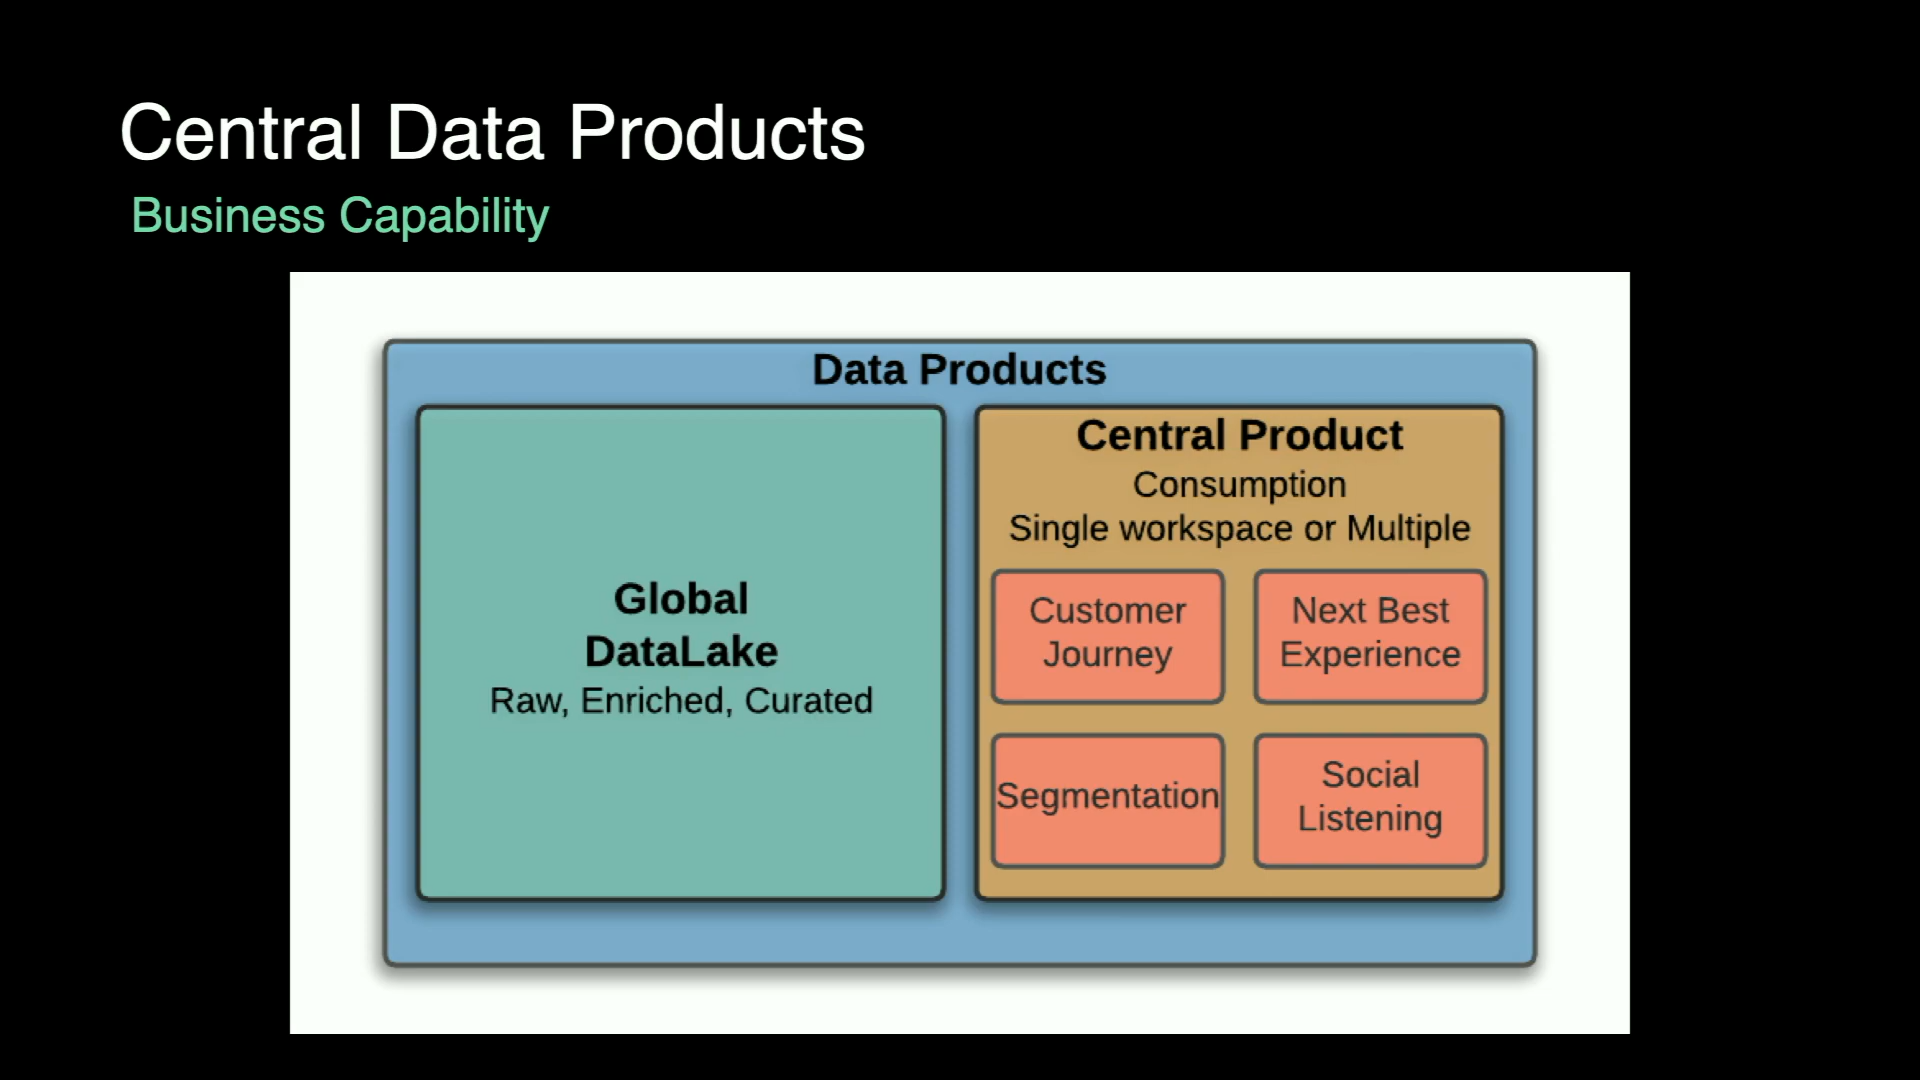 Central Data Products
Business Capability
Data Products
Global
DataLake
Raw, Enriched, Curated
Central Product
Consumption
Single workspace or Multiple
Customer
Journey
Next Best
Experience
Segmentation
Social
Listening